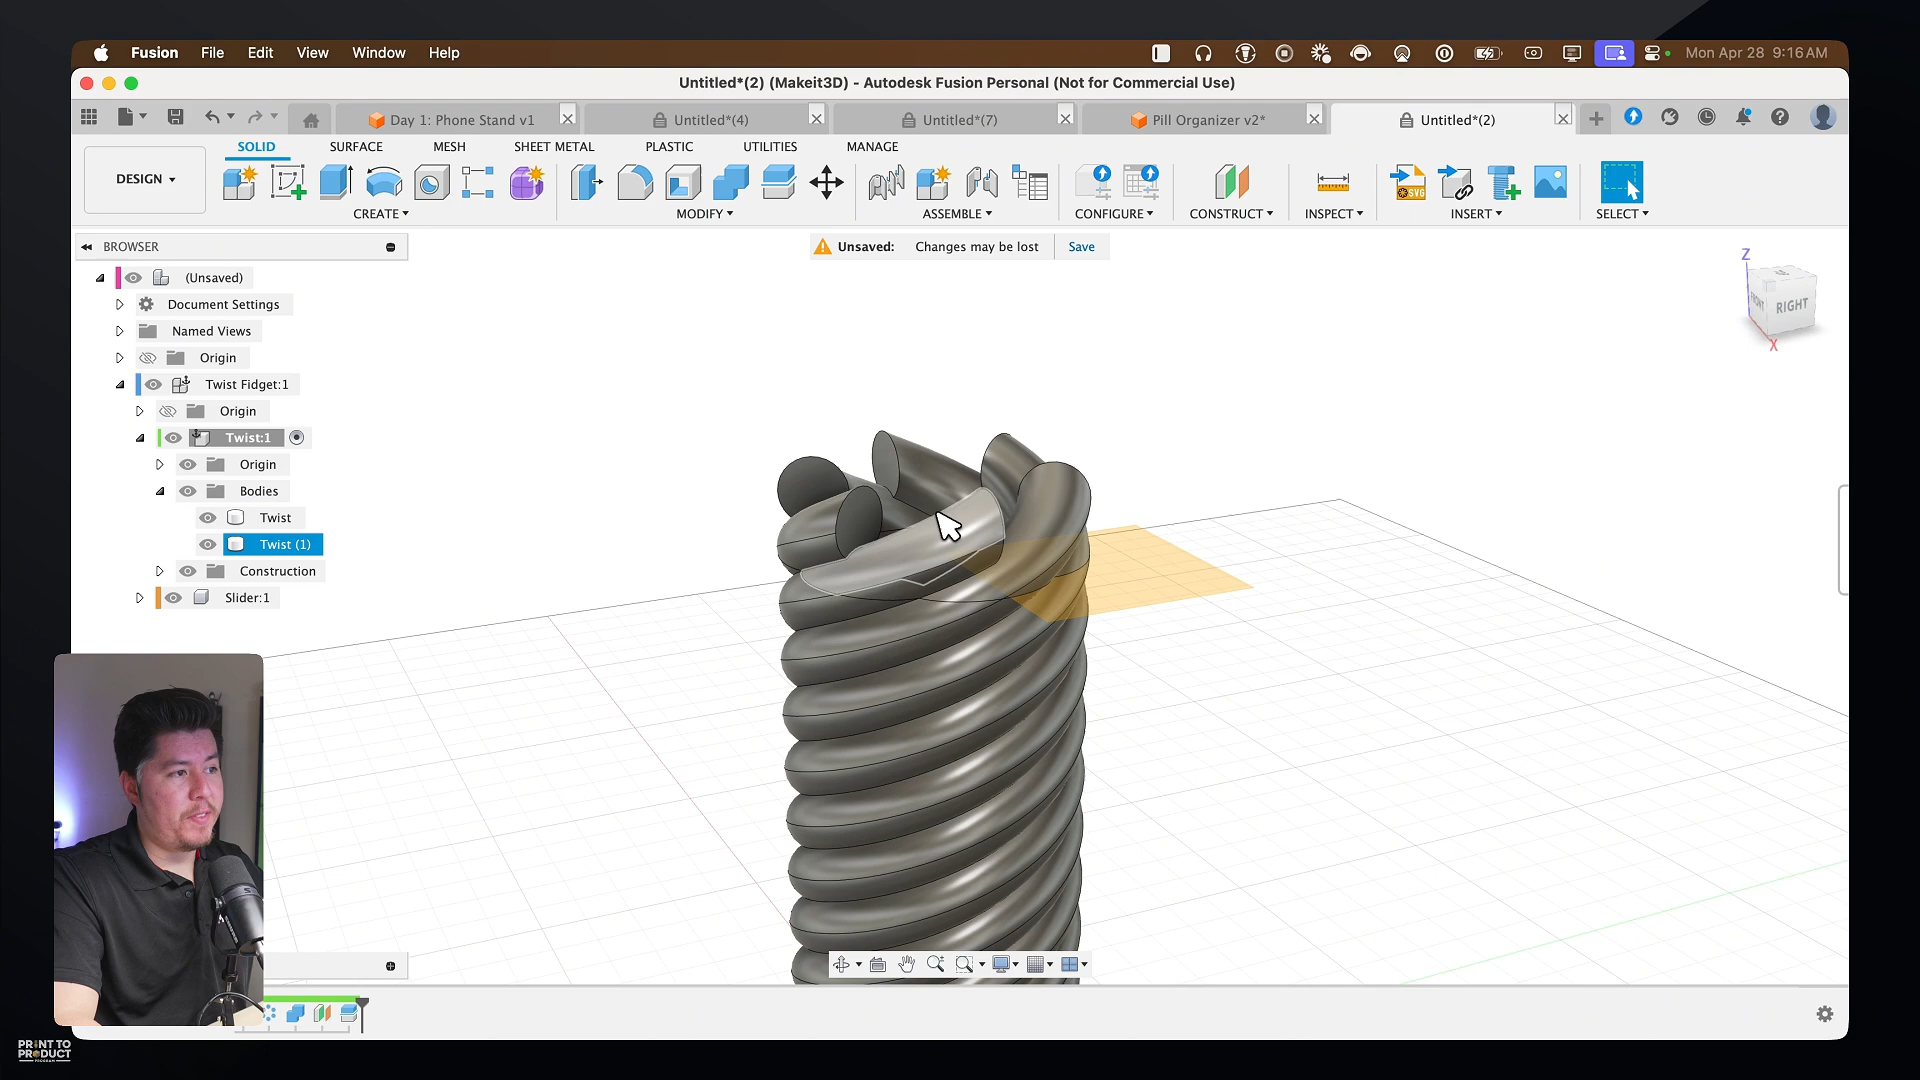 Fusion File Edit View Window Help Mon Apr 28 9:16 AM
Untitled*(2) (Makeit3D) - Autodesk Fusion Personal (Not for Commercial Use)
Day 1: Phone Stand v1 Untitled*(4) Untitled*(7) Pill Organizer v2* Untitled*(2)
SOLID SURFACE MESH SHEET METAL PLASTIC UTILITIES MANAGE
DESIGN
SVG
CREATE MODIFY ASSEMBLE CONFIGURE CONSTRUCT INSPECT INSERT SELECT
BROWSER
Unsaved: Changes may be lost Save
(Unsaved)
Document Settings
Named Views
Origin
Twist Fidget:1
Origin
Twist:1
Origin
Bodies
Twist
Twist (1)
Construction
Slider:1
Z
FRONT RIGHT
X
PRINT TO
PRODUCT
PROGRAM